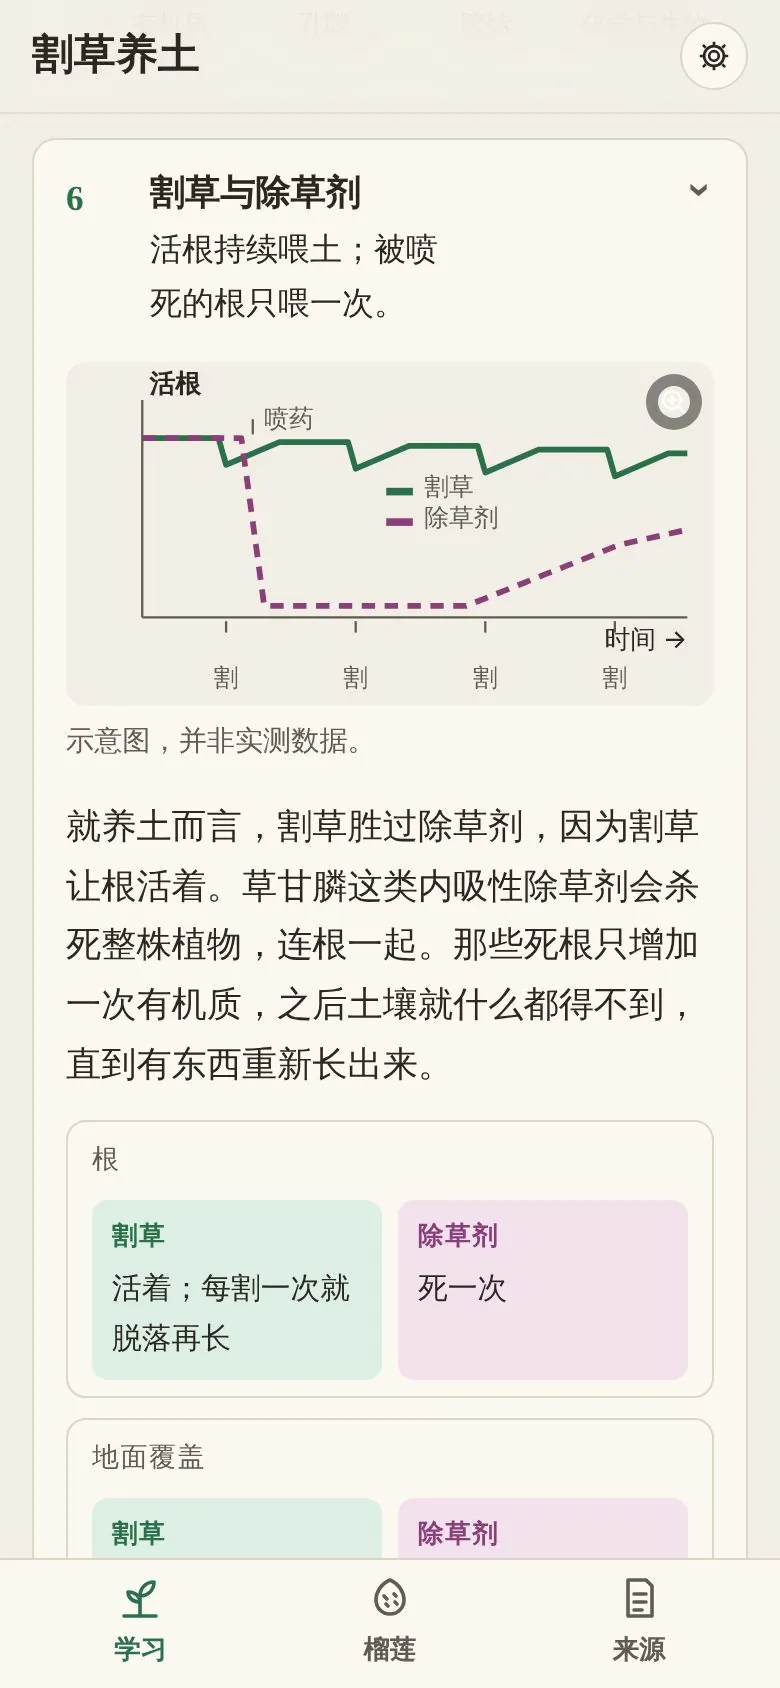 割草养土
6
割草与除草剂
活根持续喂土；被喷
死的根只喂一次。
活根
喷药
割草
除草剂
时间 →
割 割 割 割
示意图，并非实测数据。
就养土而言，割草胜过除草剂，因为割草
让根活着。草甘膦这类内吸性除草剂会杀
死整株植物，连根一起。那些死根只增加
一次有机质，之后土壤就什么都得不到，
直到有东西重新长出来。
根
割草
活着；每割一次就
脱落再长
除草剂
死一次
地面覆盖
割草
除草剂
学习
榴莲
来源